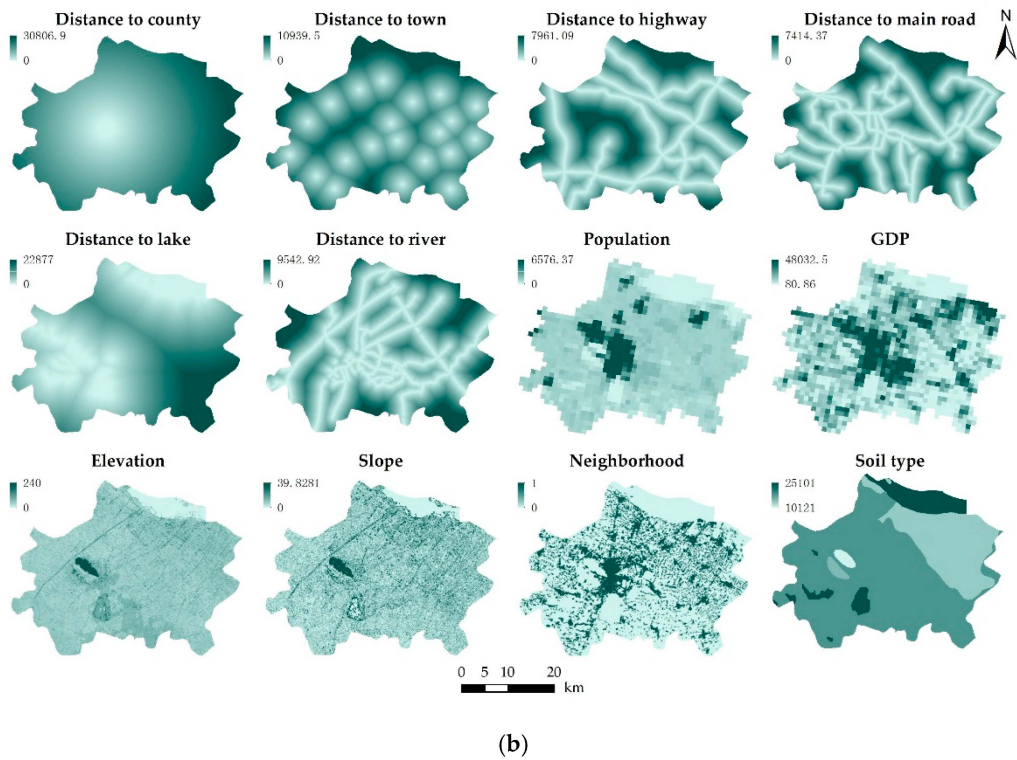 Distance to county
Distance to town
Distance to highway
Distance to main road
N
30806.9
0
10939.5
0
7961.09
0
7414.37
0
Distance to lake
Distance to river
Population
GDP
22877
0
9542.92
0
6576.37
0
48032.5
80.86
Elevation
Slope
Neighborhood
Soil type
240
0
39.8281
0
1
0
25101
10121
0 5 10 20
km
(b)